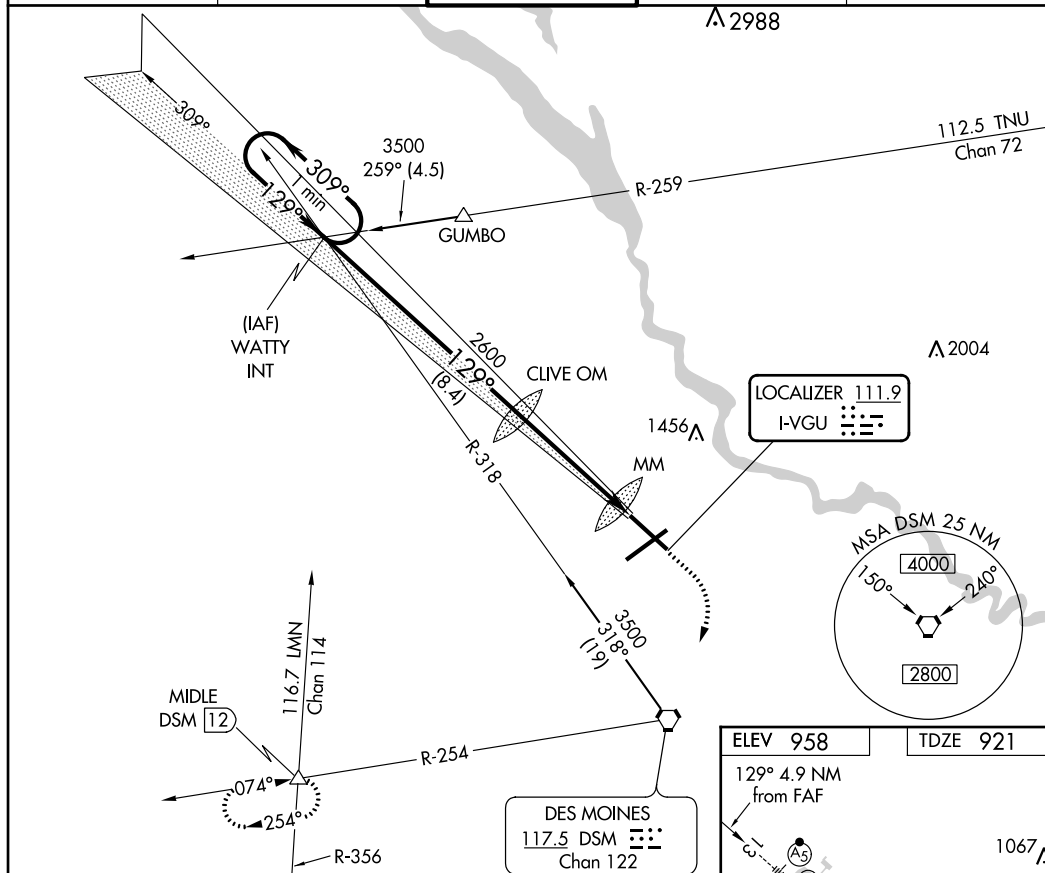 2988
309°
112.5 TNU
Chan 72
3500
259° (4.5)
R-259
309°
1 min
129°
GUMBO
(IAF)
WATTY
INT
2600
129°
(8.4)
CLIVE OM
2004
LOCALIZER 111.9
I-VGU
1456
R-318
MM
MSA DSM 25 NM
4000
150°
240°
2800
3500
318°
(19)
116.7 LMN
Chan 114
MIDLE
DSM 12
R-254
074°
254°
R-356
DES MOINES
117.5 DSM
Chan 122
ELEV 958
TDZE 921
129° 4.9 NM
from FAF
13
A5
1067